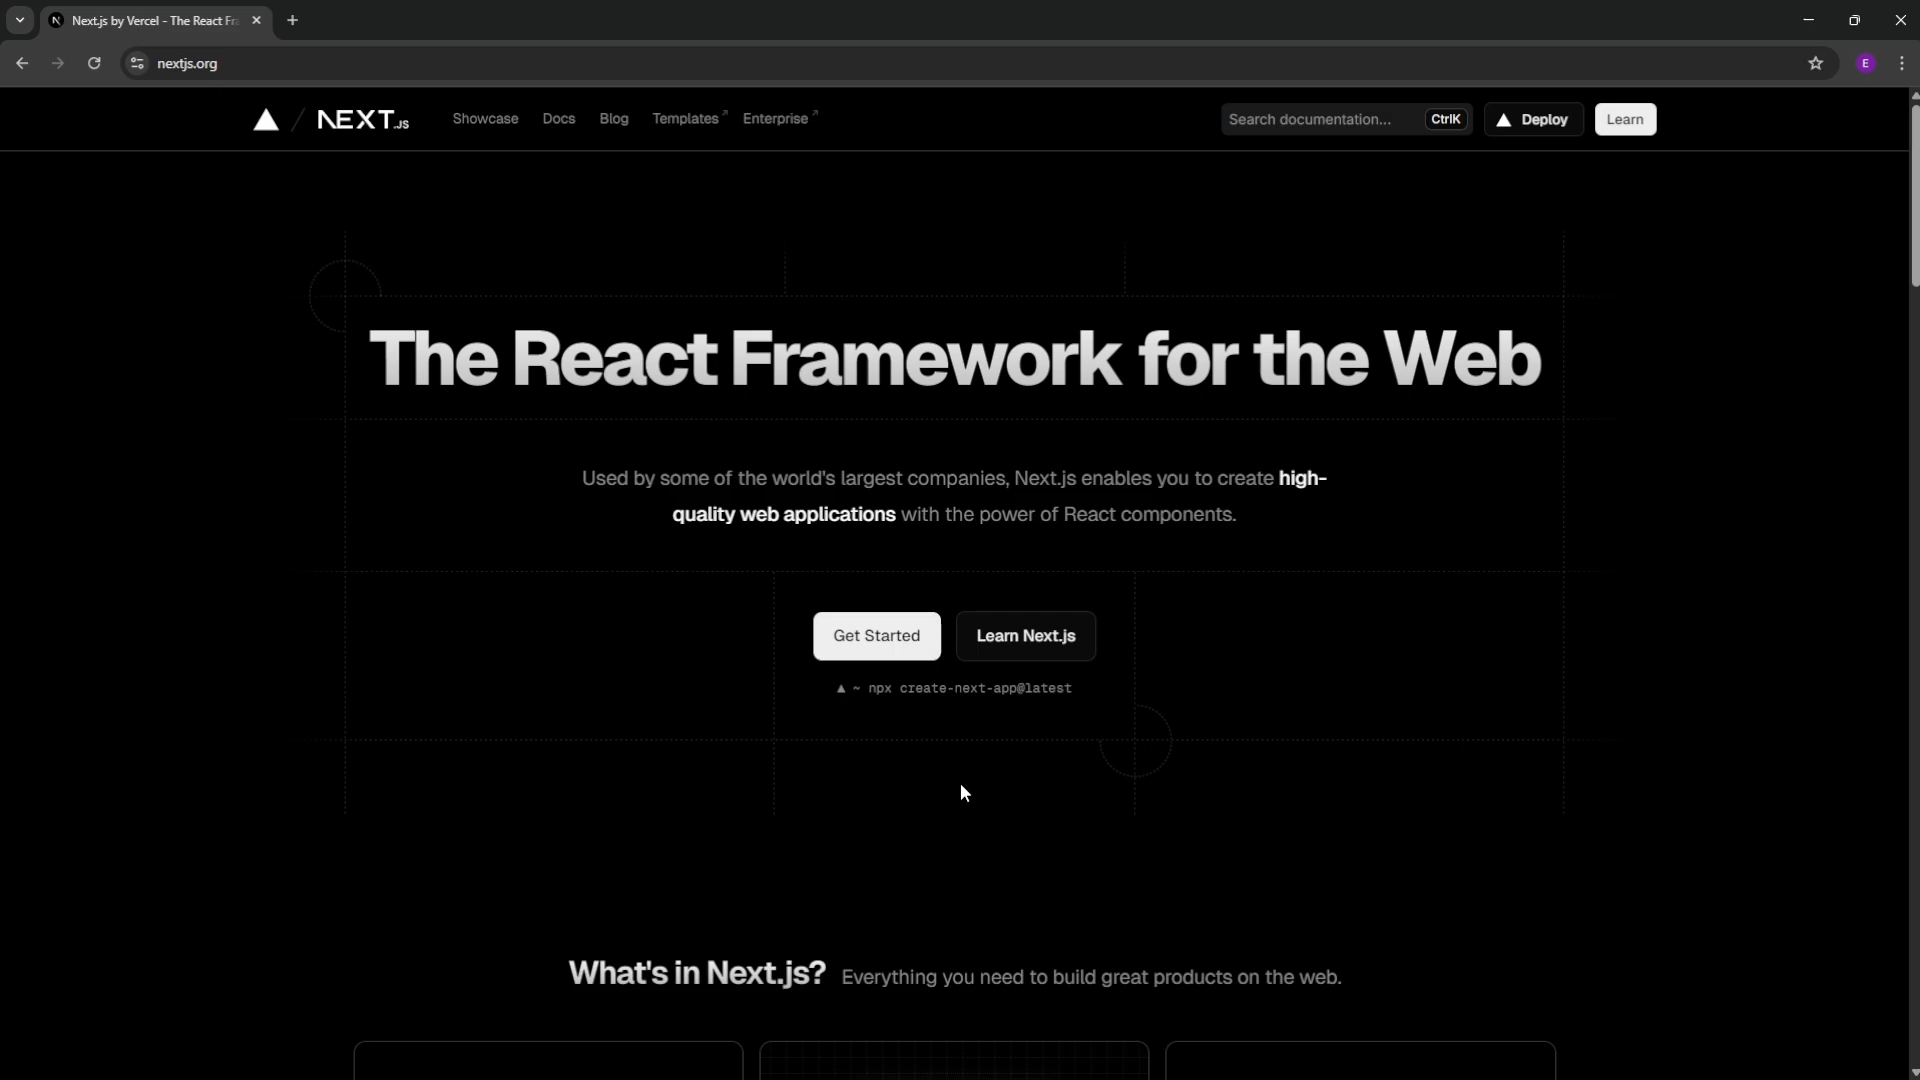 Next.js by Vercel - The React Fra
nextjs.org
NEXT.JS
Showcase
Docs
Blog
Templates
Enterprise
Search documentation...
CtrlK
Deploy
Learn
The React Framework for the Web
Used by some of the world's largest companies, Next.js enables you to create high-
quality web applications with the power of React components.
Get Started
Learn Next.js
▲ ~ npx create-next-app@latest
What's in Next.js? Everything you need to build great products on the web.
N
E